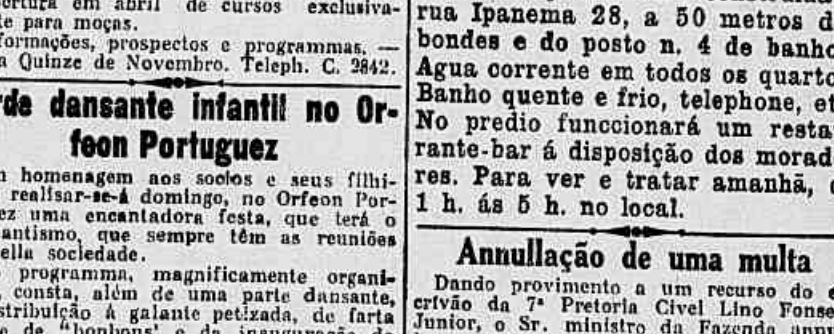 abril de cursos exclusiva-
te para moças.
formações, prospectos e programmas. —
a Quinze de Novembro. Teleph. C. 2842.
rde dansante infantil no Or-
feon Portuguez
m homenagem aos socios e seus filhi-
realisar-se-á domingo, no Orfeon Por-
ez uma encantadora festa, que terá o
antismo, que sempre têm as reuniões
ella sociedade.
programma, magnificamente organi-
, consta, além de uma parte dansante,
stribuição á galante petizada, de farta
de "bonbons" e da
rua Ipanema 28, a 50 metros d
bondes e do posto n. 4 de banho
Agua corrente em todos os quarto
Banho quente e frio, telephone, et
No predio funccionará um resta
rante-bar á disposição dos morad
res. Para ver e tratar amanhã, d
1 h. ás 5 h. no local.
Annullação de uma multa
Dando provimento a um recurso do e
crivão da 7ª Pretoria Civel Lino Fonse
Junior, o Sr. ministro da Fazenda